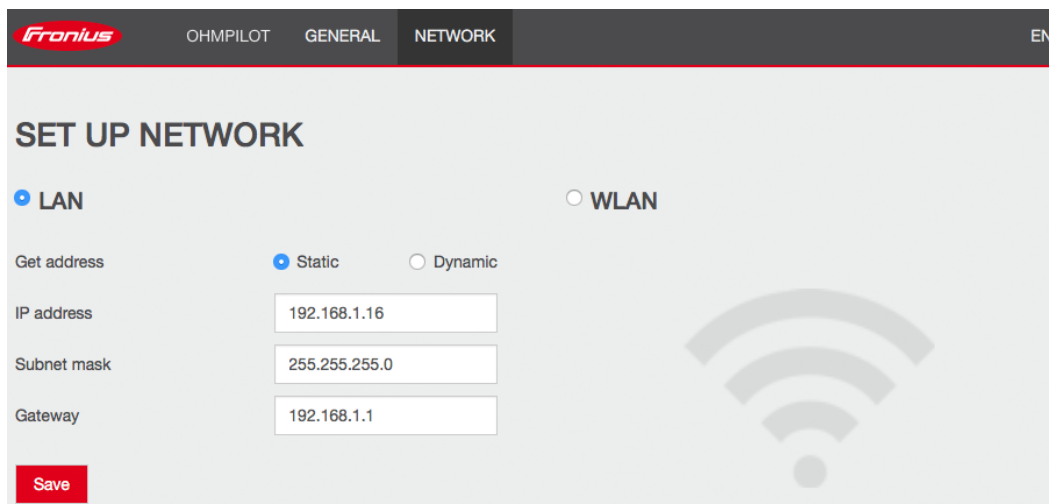 Fronius OHMPILOT GENERAL NETWORK EN
SET UP NETWORK
LAN WLAN
Get address Static Dynamic
IP address 192.168.1.16
Subnet mask 255.255.255.0
Gateway 192.168.1.1
Save